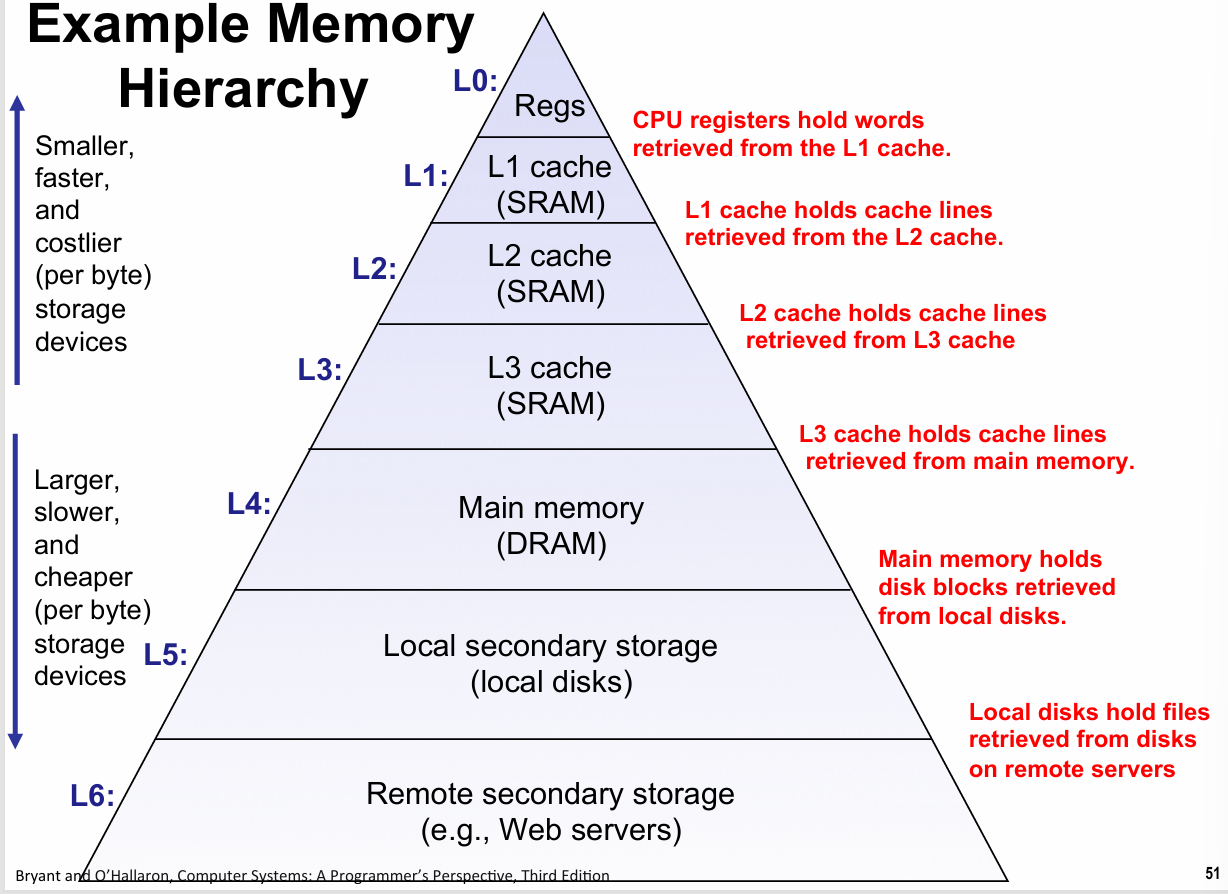 Example Memory
Hierarchy
Smaller,
faster,
and
costlier
(per byte)
storage
devices
Larger,
slower,
and
cheaper
(per byte)
storage
devices
L0:
Regs
CPU registers hold words
retrieved from the L1 cache.
L1:
L1 cache
(SRAM)
L1 cache holds cache lines
retrieved from the L2 cache.
L2:
L2 cache
(SRAM)
L2 cache holds cache lines
retrieved from L3 cache
L3:
L3 cache
(SRAM)
L3 cache holds cache lines
retrieved from main memory.
L4:
Main memory
(DRAM)
Main memory holds
disk blocks retrieved
from local disks.
L5:
Local secondary storage
(local disks)
Local disks hold files
retrieved from disks
on remote servers
L6:
Remote secondary storage
(e.g., Web servers)
Bryant and O’Hallaron, Computer Systems: A Programmer’s Perspective, Third Edition
51